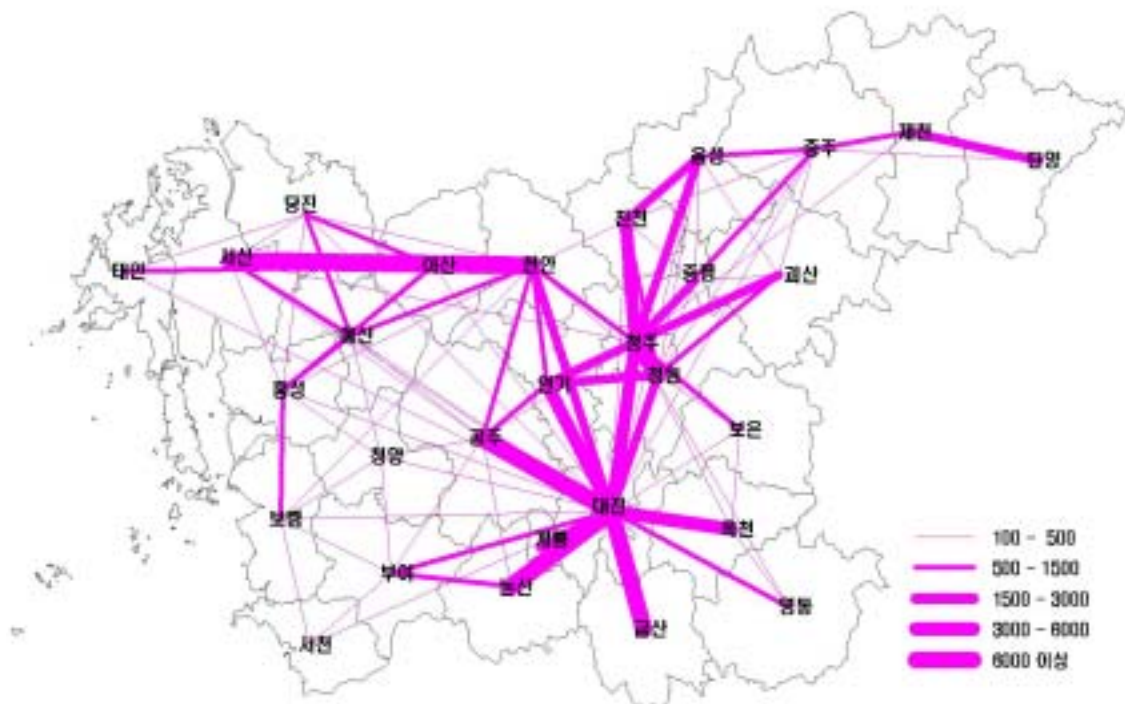 제천
충주
음성
단양
당진
진천
서산
아산
천안
태안
증평
괴산
예산
청주
청원
연기
홍성
보은
공주
청양
대전
보령
옥천
계룡
부여
논산
영동
금산
서천
100 - 500
500 - 1500
1500 - 3000
3000 - 6000
6000 이상